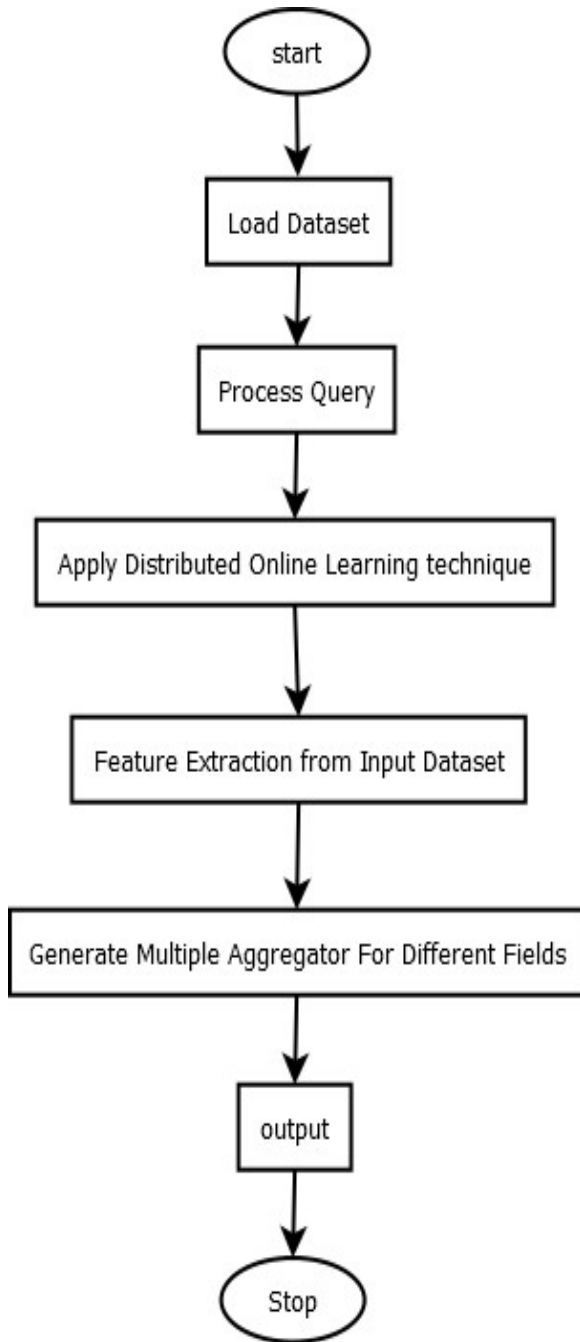 start
Load Dataset
Process Query
Apply Distributed Online Learning technique
Feature Extraction from Input Dataset
Generate Multiple Aggregator For Different Fields
output
Stop